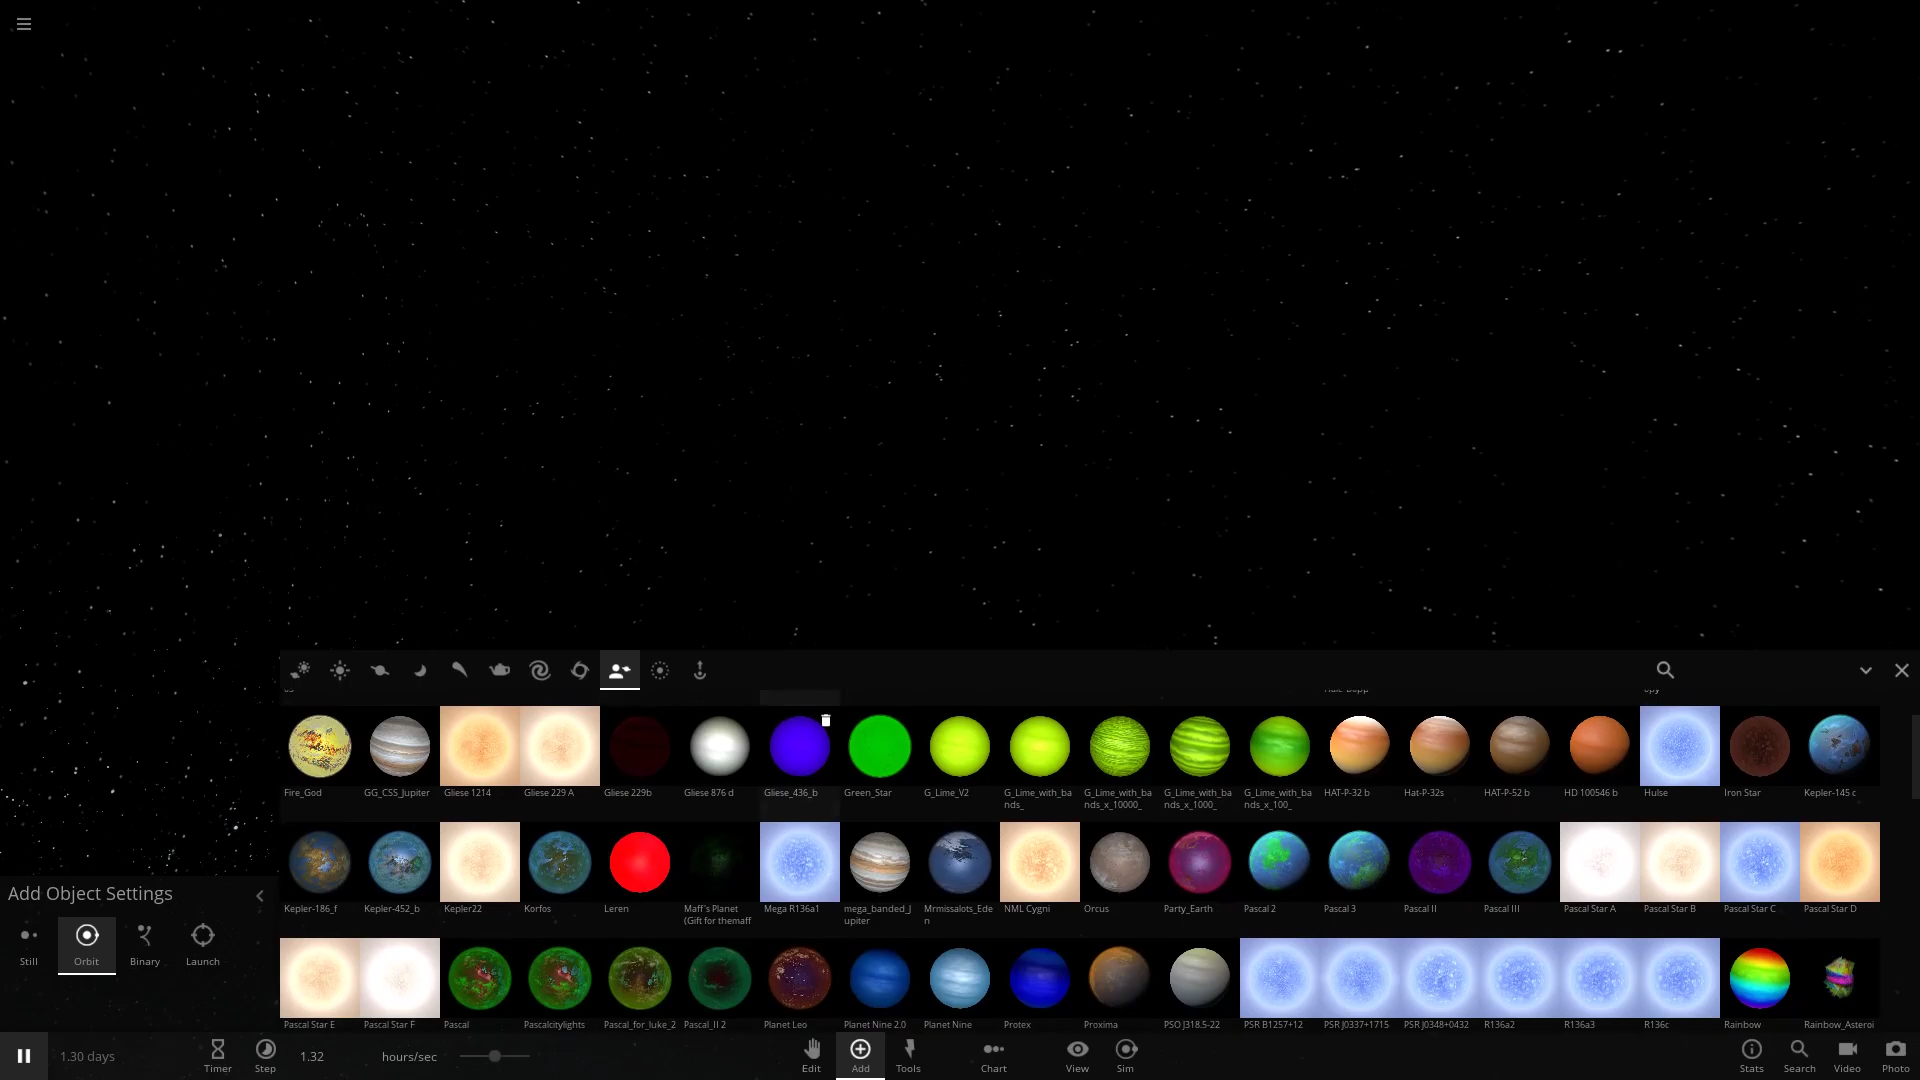 Hale-Bopp
opy
Fire_God
GG_CSS_Jupiter
Gliese 1214
Gliese 229 A
Gliese 229b
Gliese 876 d
Gliese_436_b
Green_Star
G_Lime_V2
G_Lime_with_ba
nds_
G_Lime_with_ba
nds_x_10000_
G_Lime_with_ba
nds_x_1000_
G_Lime_with_ba
nds_x_100_
HAT-P-32 b
Hat-P-32s
HAT-P-52 b
HD 100546 b
Hulse
Iron Star
Kepler-145 c
Kepler-186_f
Kepler-452_b
Kepler22
Korfos
Leren
Maff's Planet
(Gift for themaff
Mega R136a1
mega_banded_J
upiter
Mrmissalots_Ede
n
NML Cygni
Orcus
Party_Earth
Pascal 2
Pascal 3
Pascal II
Pascal III
Pascal Star A
Pascal Star B
Pascal Star C
Pascal Star D
Pascal Star E
Pascal Star F
Pascal
Pascalcitylights
Pascal_for_luke_2
Pascal_II 2
Planet Leo
Planet Nine 2.0
Planet Nine
Protex
Proxima
PSO J318.5-22
PSR B1257+12
PSR J0337+1715
PSR J0348+0432
R136a2
R136a3
R136c
Rainbow
Rainbow_Asteroi
Add Object Settings
Still
Orbit
Binary
Launch
1.30 days
Timer
Step
1.32
hours/sec
Edit
Add
Tools
Chart
View
Sim
Stats
Search
Video
Photo